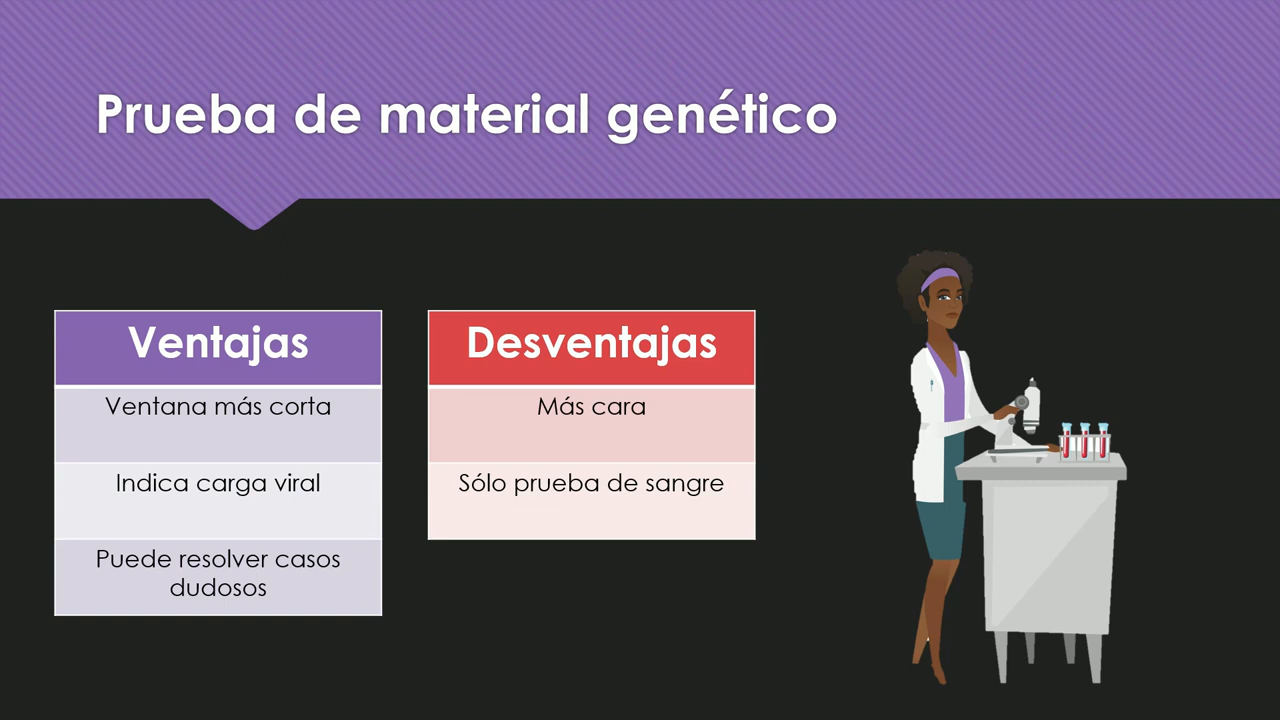 Prueba de material genético
Ventajas
Ventana más corta
Indica carga viral
Puede resolver casos
dudosos
Desventajas
Más cara
Sólo prueba de sangre